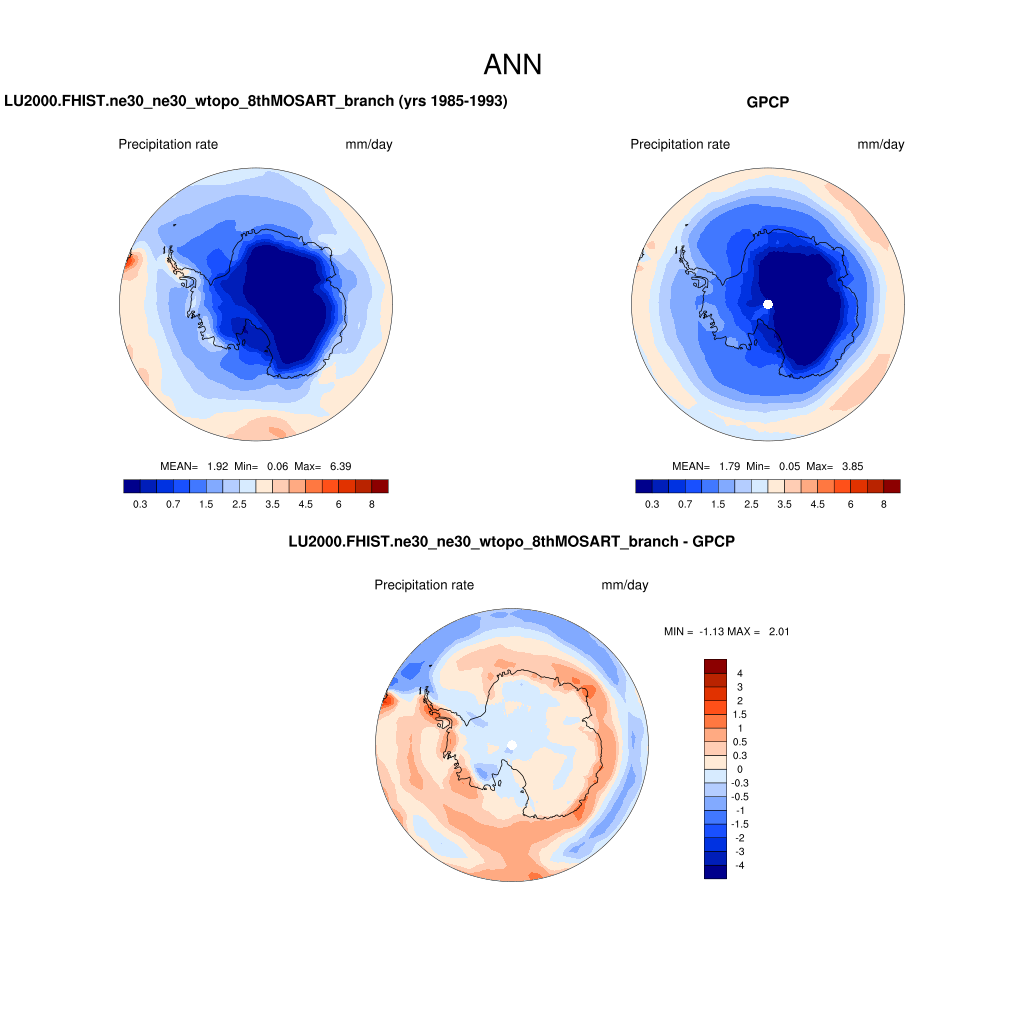 ANN
LU2000.FHIST.ne30_ne30_wtopo_8thMOSART_branch (yrs 1985-1993)
GPCP
Precipitation rate mm/day
Precipitation rate mm/day
MEAN= 1.92 Min= 0.06 Max= 6.39
0.3 0.7 1.5 2.5 3.5 4.5 6 8
MEAN= 1.79 Min= 0.05 Max= 3.85
0.3 0.7 1.5 2.5 3.5 4.5 6 8
LU2000.FHIST.ne30_ne30_wtopo_8thMOSART_branch - GPCP
Precipitation rate mm/day
MIN = -1.13 MAX = 2.01
4
3
2
1.5
1
0.5
0.3
0
-0.3
-0.5
-1
-1.5
-2
-3
-4